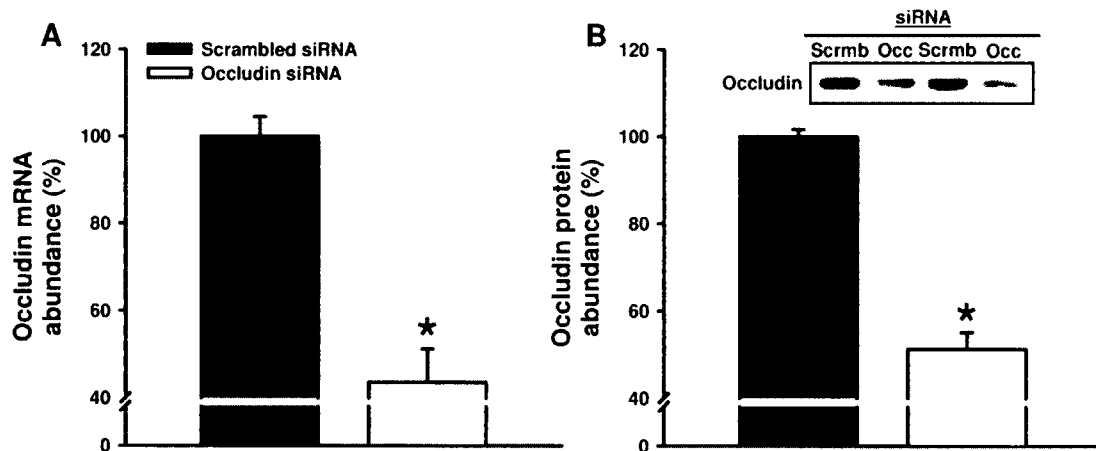 A
Scrambled siRNA
Occludin siRNA
120
100
80
60
40
0
Occludin mRNA
abundance (%)
*
B
siRNA
Scrmb Occ Scrmb Occ
Occludin
120
100
80
60
40
0
Occludin protein
abundance (%)
*